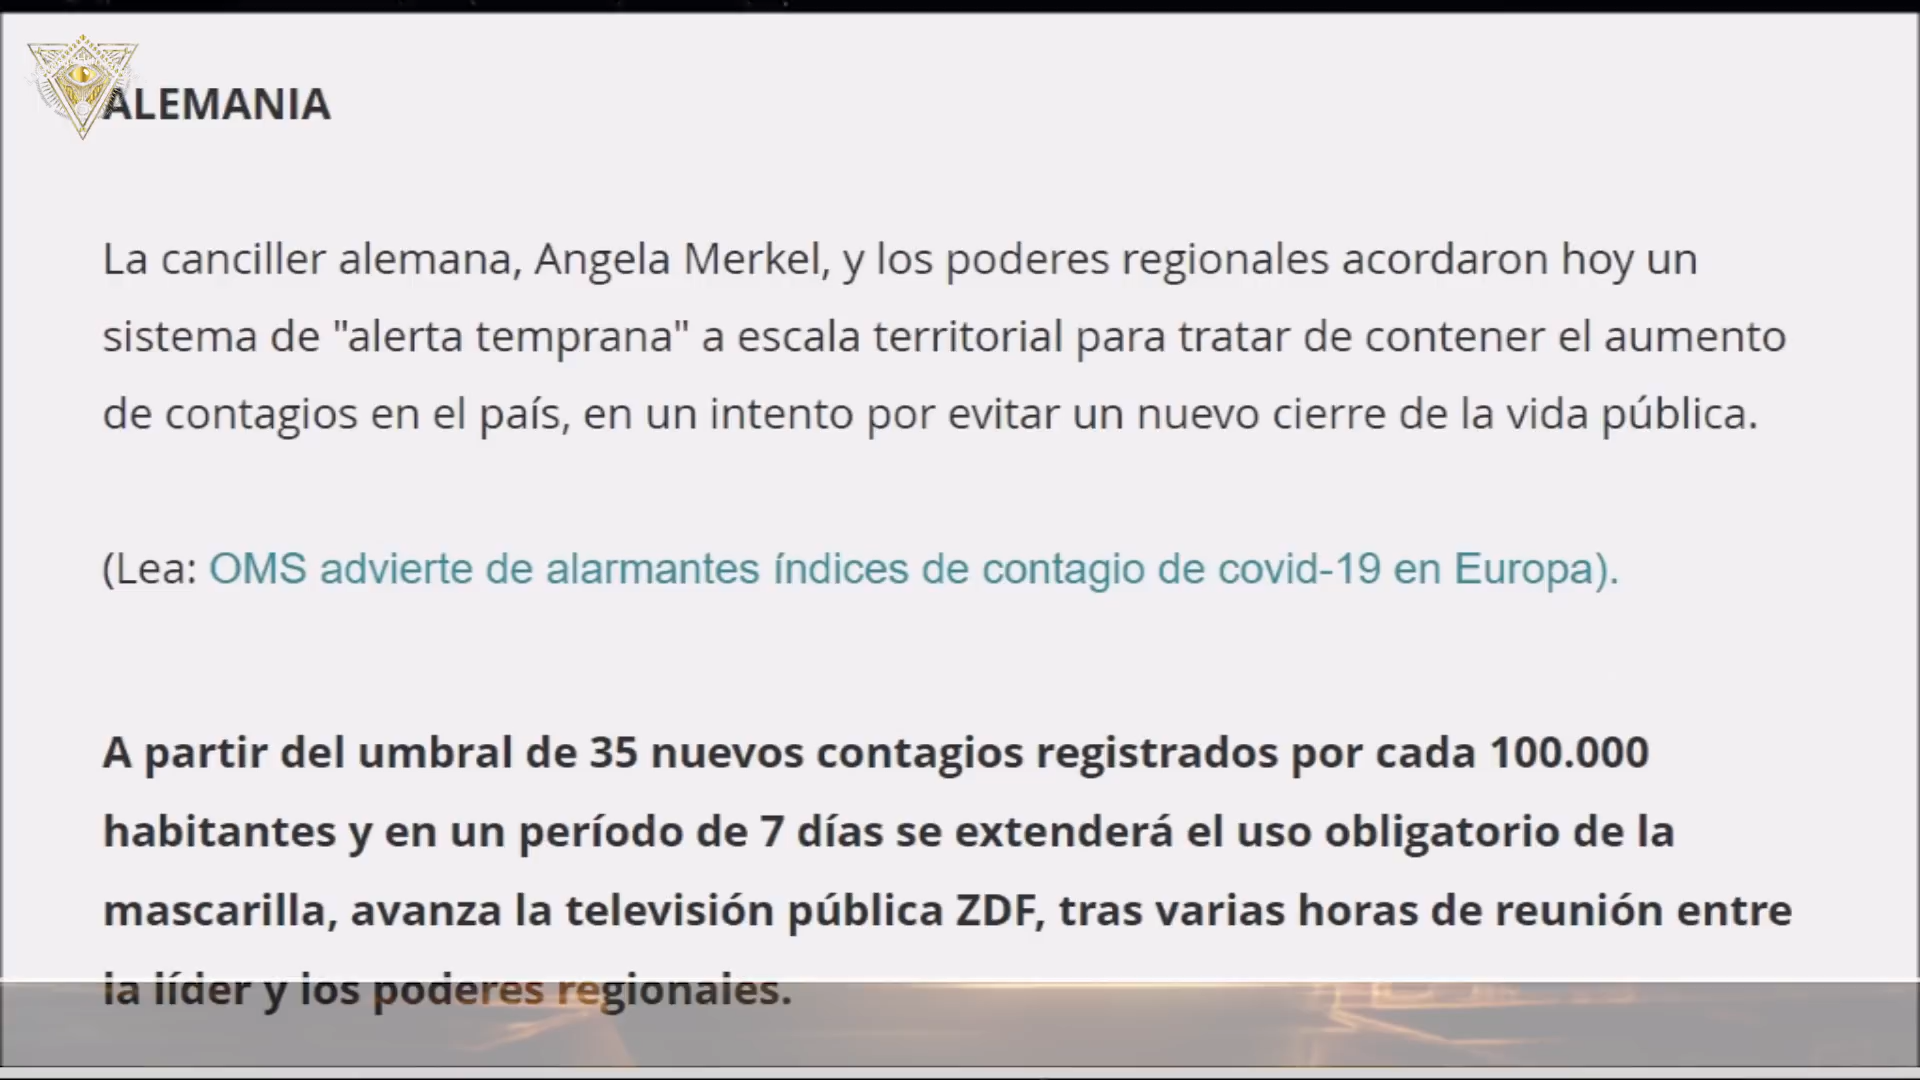 ALEMANIA
La canciller alemana, Angela Merkel, y los poderes regionales acordaron hoy un
sistema de "alerta temprana" a escala territorial para tratar de contener el aumento
de contagios en el país, en un intento por evitar un nuevo cierre de la vida pública.
(Lea: OMS advierte de alarmantes índices de contagio de covid-19 en Europa).
A partir del umbral de 35 nuevos contagios registrados por cada 100.000
habitantes y en un período de 7 días se extenderá el uso obligatorio de la
mascarilla, avanza la televisión pública ZDF, tras varias horas de reunión entre
la líder y los poderes regionales.